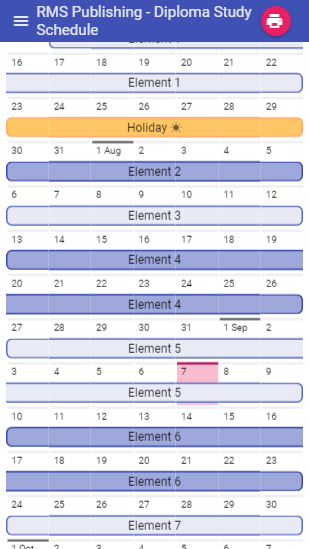 RMS Publishing - Diploma Study
Schedule
Element 1
16 17 18 19 20 21 22
Element 1
23 24 25 26 27 28 29
Holiday ☀
30 31 1 Aug 2 3 4 5
Element 2
6 7 8 9 10 11 12
Element 3
13 14 15 16 17 18 19
Element 4
20 21 22 23 24 25 26
Element 4
27 28 29 30 31 1 Sep 2
Element 5
3 4 5 6 7 8 9
Element 5
10 11 12 13 14 15 16
Element 6
17 18 19 20 21 22 23
Element 6
24 25 26 27 28 29 30
Element 7
1 Oct 2 3 4 5 6 7